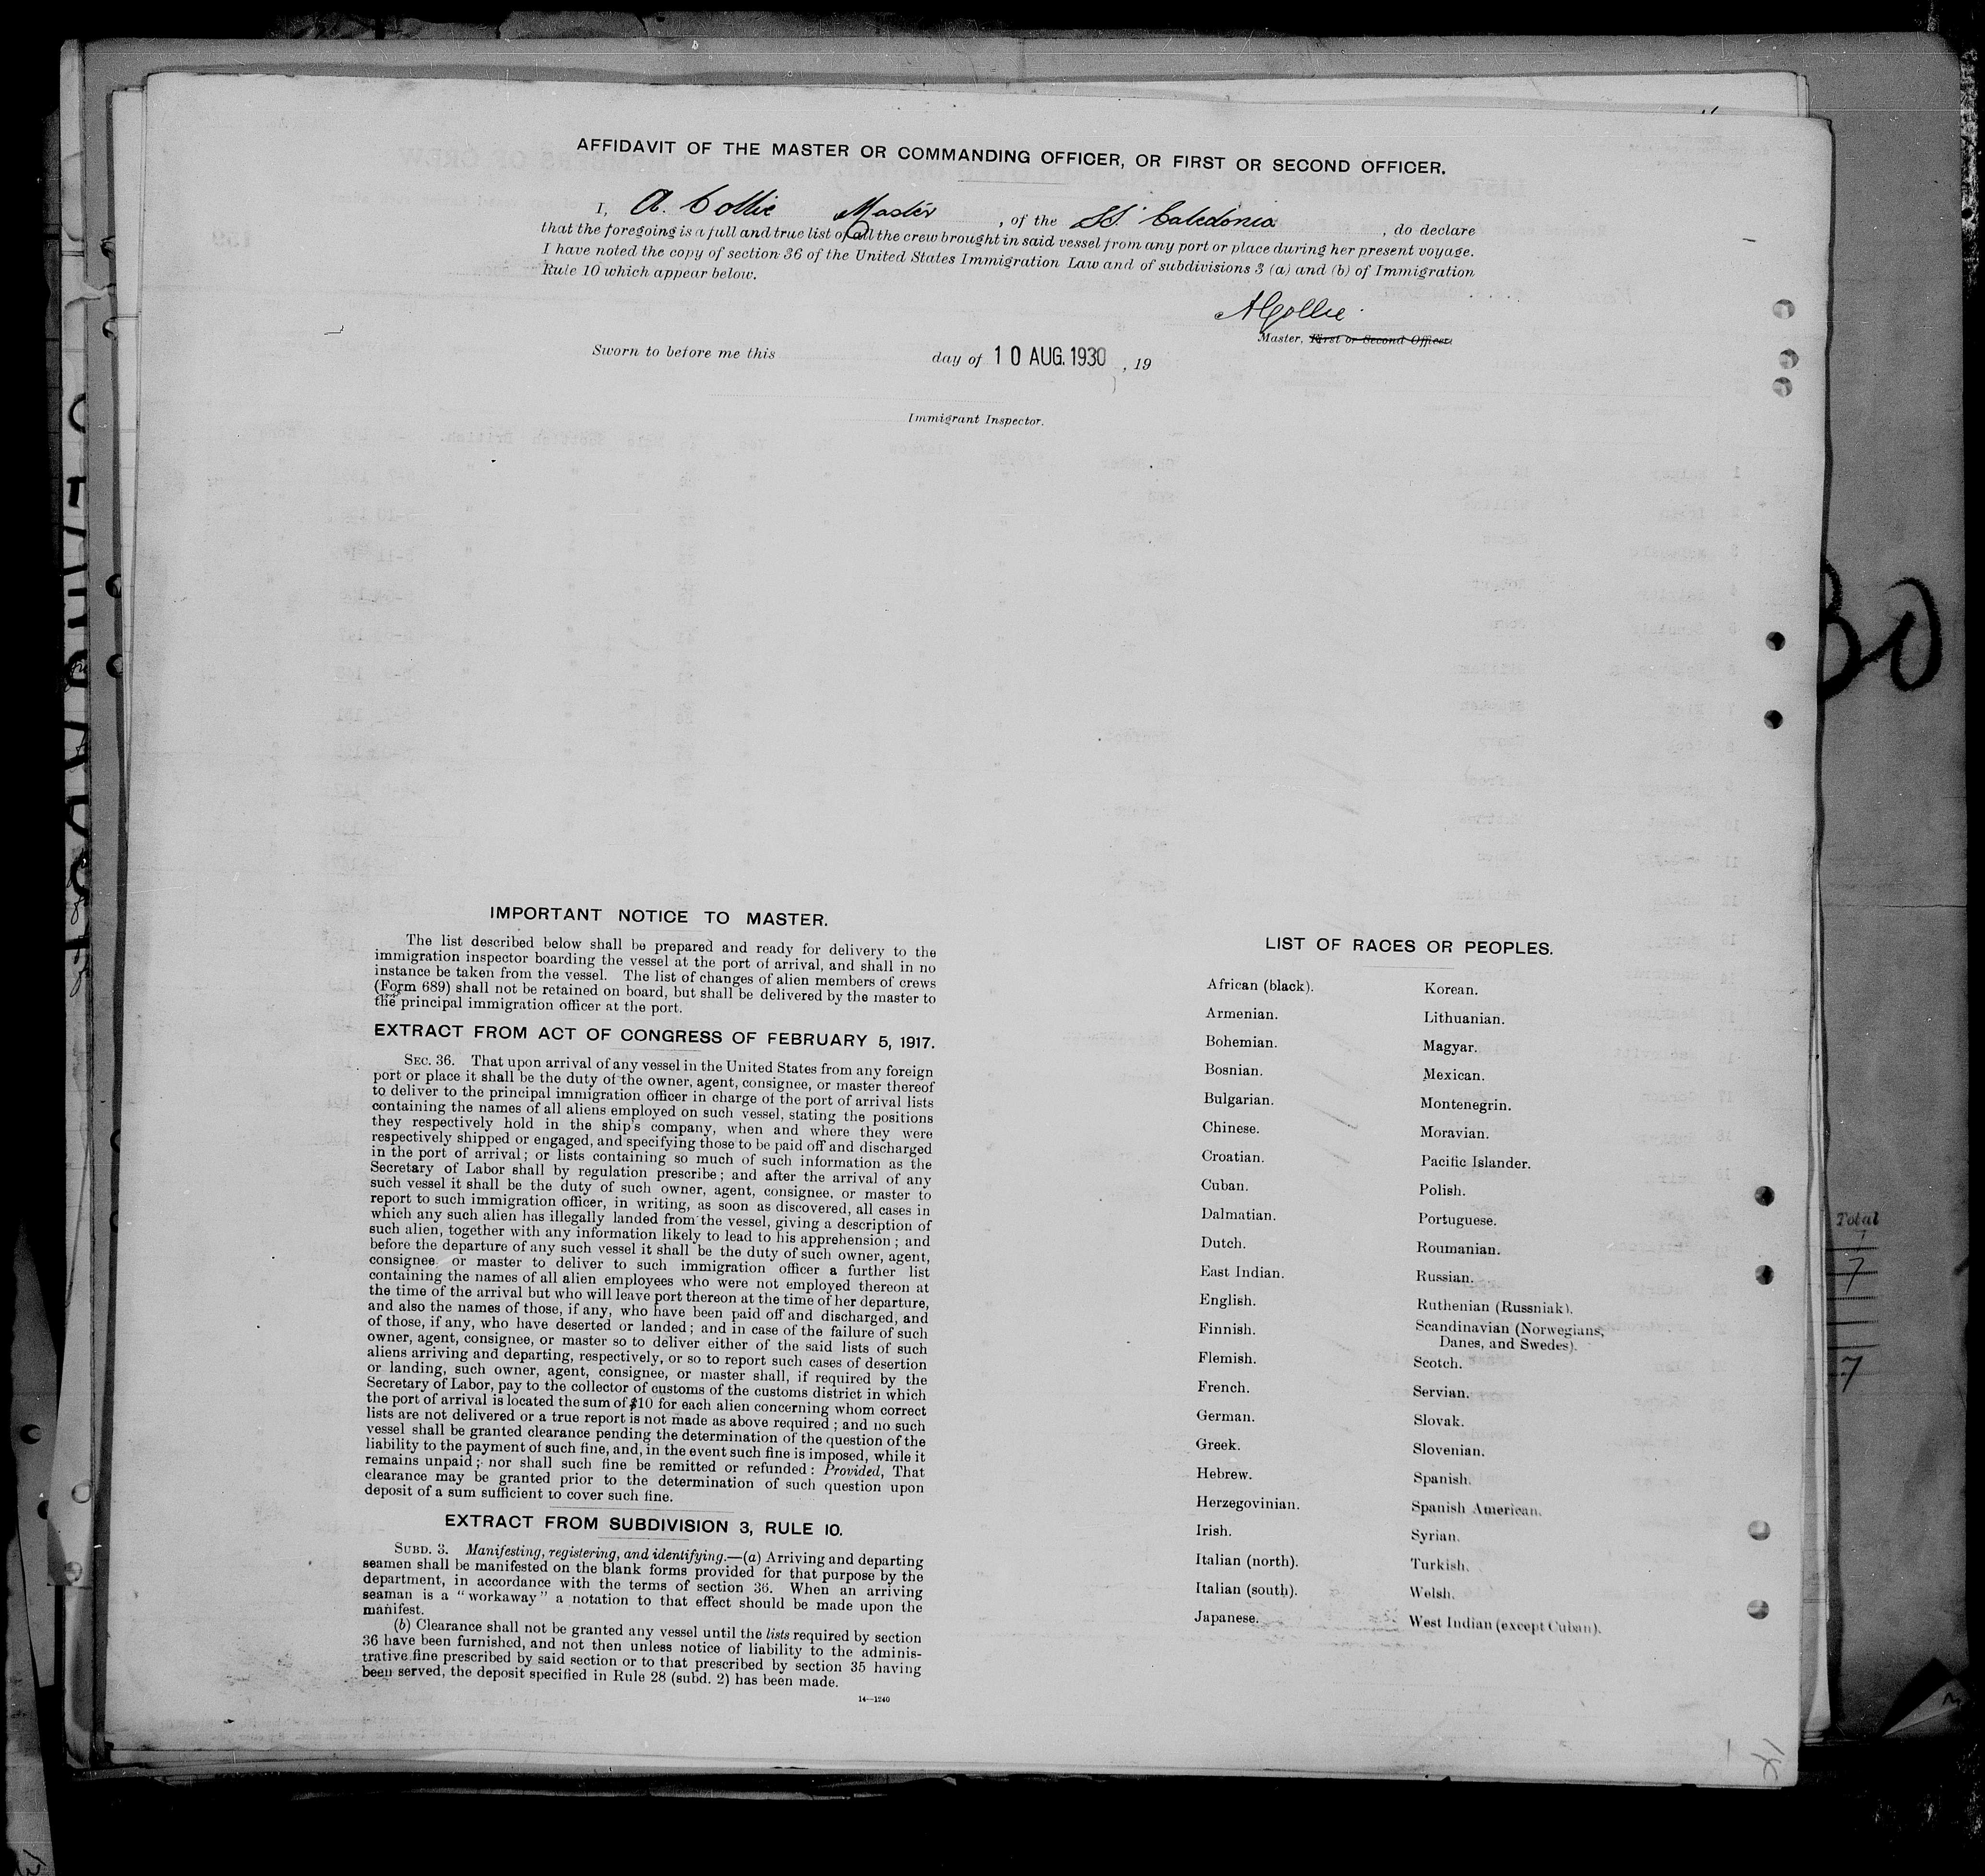 AFFIDAVIT OF THE MASTER OR COMMANDING OFFICER, OR FIRST OR SECOND OFFICER.
I, A. Collie Master, of the SS. Caledonia, do declare
that the foregoing is a full and true list of all the crew brought in said vessel from any port or place during her present voyage.
I have noted the copy of section 36 of the United States Immigration Law and of subdivisions 3 (a) and (b) of Immigration
Rule 10 which appear below.
A Collie
Master, First or Second Officer.
Sworn to before me this day of 10 AUG. 1930, 19
Immigrant Inspector.
30
IMPORTANT NOTICE TO MASTER.
The list described below shall be prepared and ready for delivery to the
immigration inspector boarding the vessel at the port of arrival, and shall in no
instance be taken from the vessel. The list of changes of alien members of crews
(Form 689) shall not be retained on board, but shall be delivered by the master to
the principal immigration officer at the port.
EXTRACT FROM ACT OF CONGRESS OF FEBRUARY 5, 1917.
SEC. 36. That upon arrival of any vessel in the United States from any foreign
port or place it shall be the duty of the owner, agent, consignee, or master thereof
to deliver to the principal immigration officer in charge of the port of arrival lists
containing the names of all aliens employed on such vessel, stating the positions
they respectively hold in the ship's company, when and where they were
respectively shipped or engaged, and specifying those to be paid off and discharged
in the port of arrival; or lists containing so much of such information as the
Secretary of Labor shall by regulation prescribe; and after the arrival of any
such vessel it shall be the duty of such owner, agent, consignee, or master to
report to such immigration officer, in writing, as soon as discovered, all cases in
which any such alien has illegally landed from the vessel, giving a description of
such alien, together with any information likely to lead to his apprehension; and
before the departure of any such vessel it shall be the duty of such owner, agent,
consignee, or master to deliver to such immigration officer a further list
containing the names of all alien employees who were not employed thereon at
the time of the arrival but who will leave port thereon at the time of her departure,
and also the names of those, if any, who have been paid off and discharged, and
of those, if any, who have deserted or landed; and in case of the failure of such
owner, agent, consignee, or master so to deliver either of the said lists of such
aliens arriving and departing, respectively, or so to report such cases of desertion
or landing, such owner, agent, consignee, or master shall, if required by the
Secretary of Labor, pay to the collector of customs of the customs district in which
the port of arrival is located the sum of $10 for each alien concerning whom correct
lists are not delivered or a true report is not made as above required; and no such
vessel shall be granted clearance pending the determination of the question of the
liability to the payment of such fine, and, in the event such fine is imposed, while it
remains unpaid; nor shall such fine be remitted or refunded: Provided, That
clearance may be granted prior to the determination of such question upon
deposit of a sum sufficient to cover such fine.
EXTRACT FROM SUBDIVISION 3, RULE 10.
SUBD. 3. Manifesting, registering, and identifying.—(a) Arriving and departing
seamen shall be manifested on the blank forms provided for that purpose by the
department, in accordance with the terms of section 36. When an arriving
seaman is a "workaway" a notation to that effect should be made upon the
manifest.
(b) Clearance shall not be granted any vessel until the lists required by section
36 have been furnished, and not then unless notice of liability to the adminis-
trative fine prescribed by said section or to that prescribed by section 35 having
been served, the deposit specified in Rule 28 (subd. 2) has been made.
14—1240
LIST OF RACES OR PEOPLES.
African (black).
Armenian.
Bohemian.
Bosnian.
Bulgarian.
Chinese.
Croatian.
Cuban.
Dalmatian.
Dutch.
East Indian.
English.
Finnish.
Flemish.
French.
German.
Greek.
Hebrew.
Herzegovinian.
Irish.
Italian (north).
Italian (south).
Japanese.
Korean.
Lithuanian.
Magyar.
Mexican.
Montenegrin.
Moravian.
Pacific Islander.
Polish.
Portuguese.
Roumanian.
Russian.
Ruthenian (Russniak).
Scandinavian (Norwegians,
Danes, and Swedes).
Scotch.
Servian.
Slovak.
Slovenian.
Spanish.
Spanish American.
Syrian.
Turkish.
Welsh.
West Indian (except Cuban).
Total
7
7